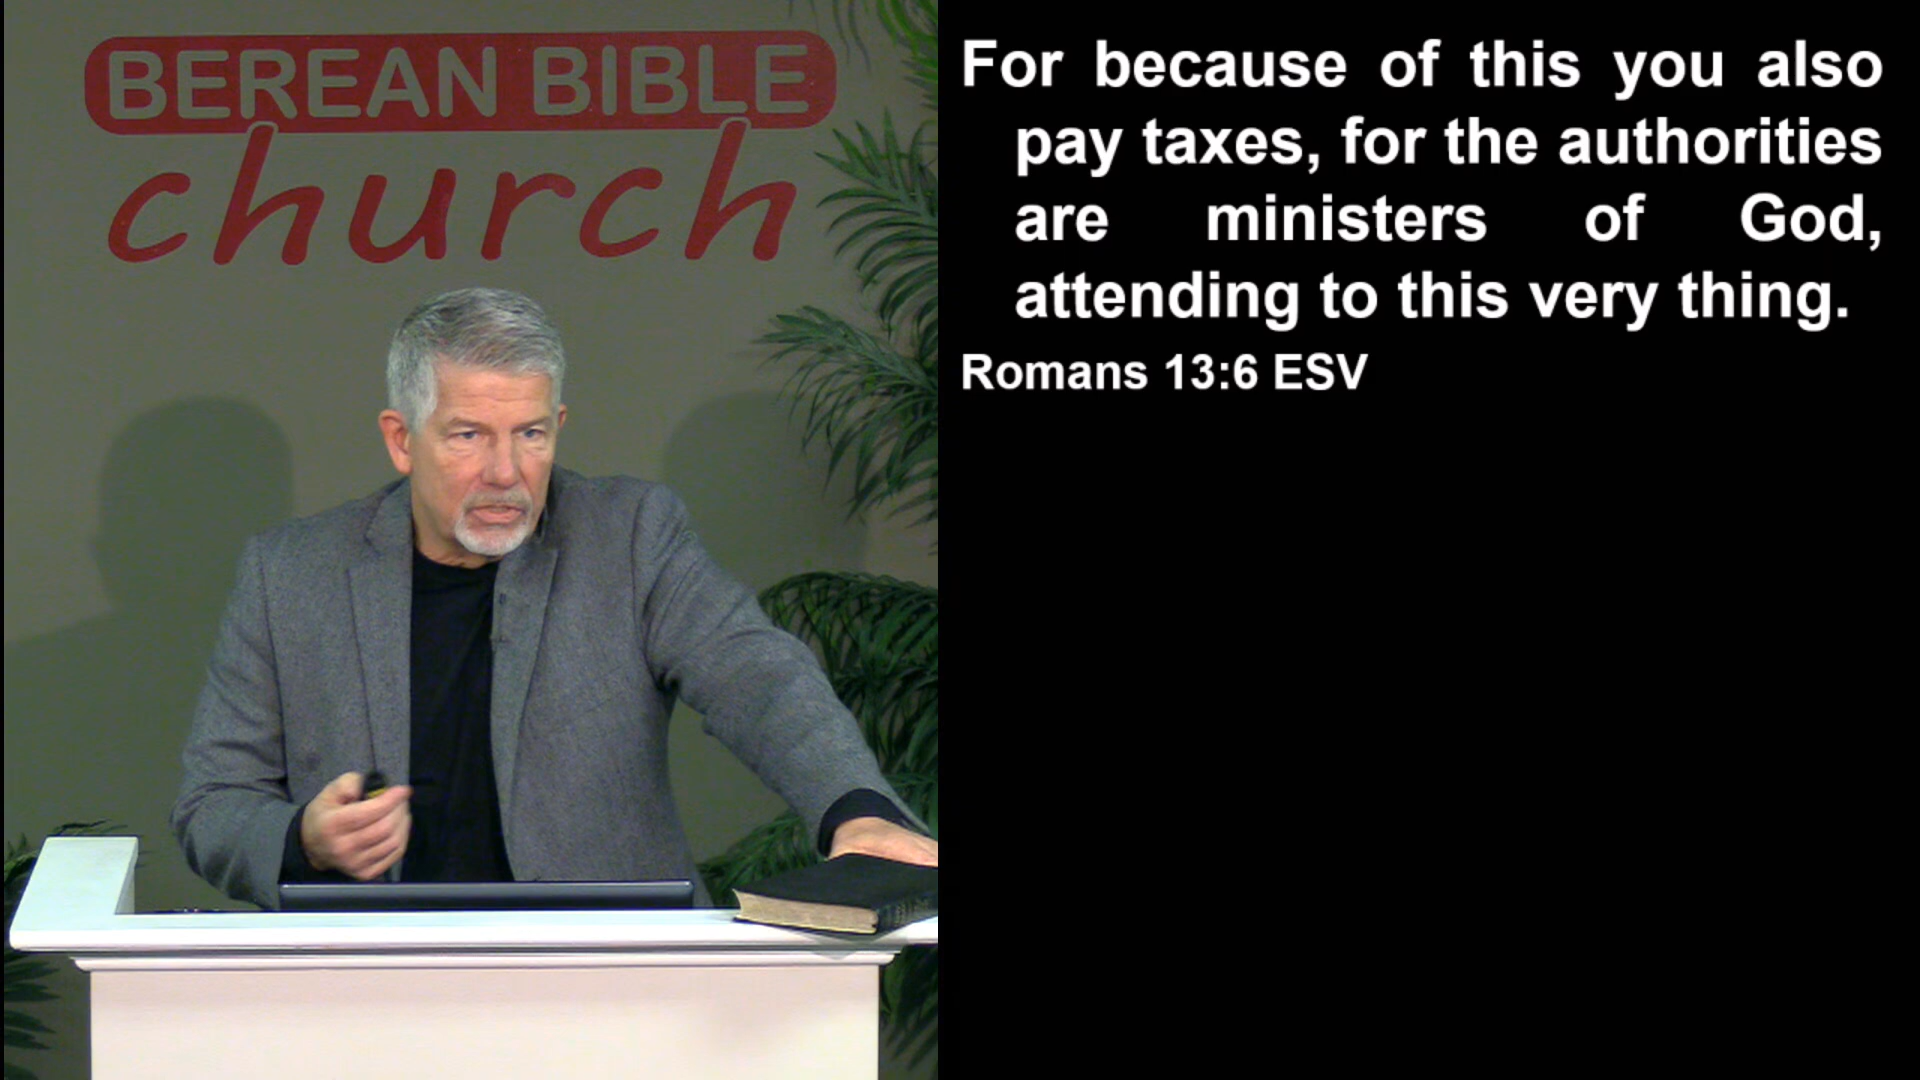 BEREAN BIBLE
church
For because of this you also
pay taxes, for the authorities
are ministers of God,
attending to this very thing.
Romans 13:6 ESV